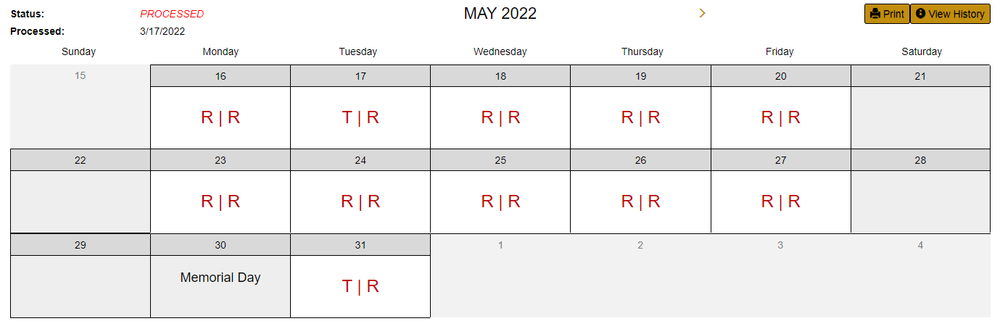 Status: PROCESSED MAY 2022 > Print View History
Processed: 3/17/2022
Sunday Monday Tuesday Wednesday Thursday Friday Saturday
15 16 17 18 19 20 21
R | R T | R R | R R | R R | R
22 23 24 25 26 27 28
R | R R | R R | R R | R R | R
29 30 31 1 2 3 4
Memorial Day T | R